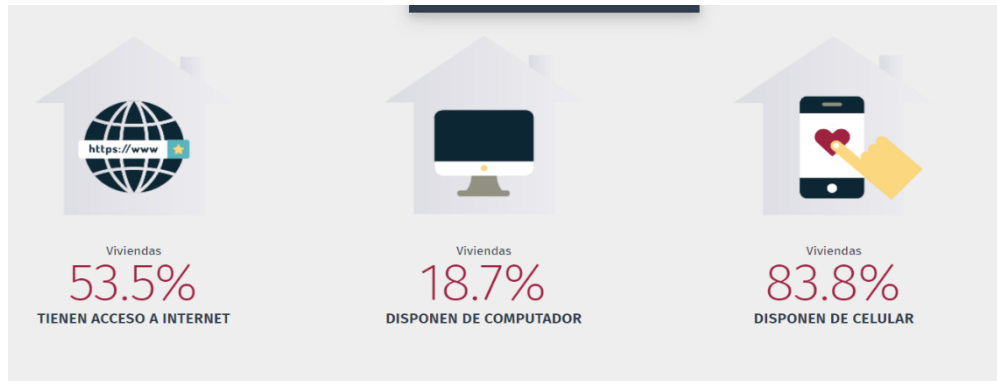 https://www
Viviendas
53.5%
TIENEN ACCESO A INTERNET
Viviendas
18.7%
DISPONEN DE COMPUTADOR
Viviendas
83.8%
DISPONEN DE CELULAR